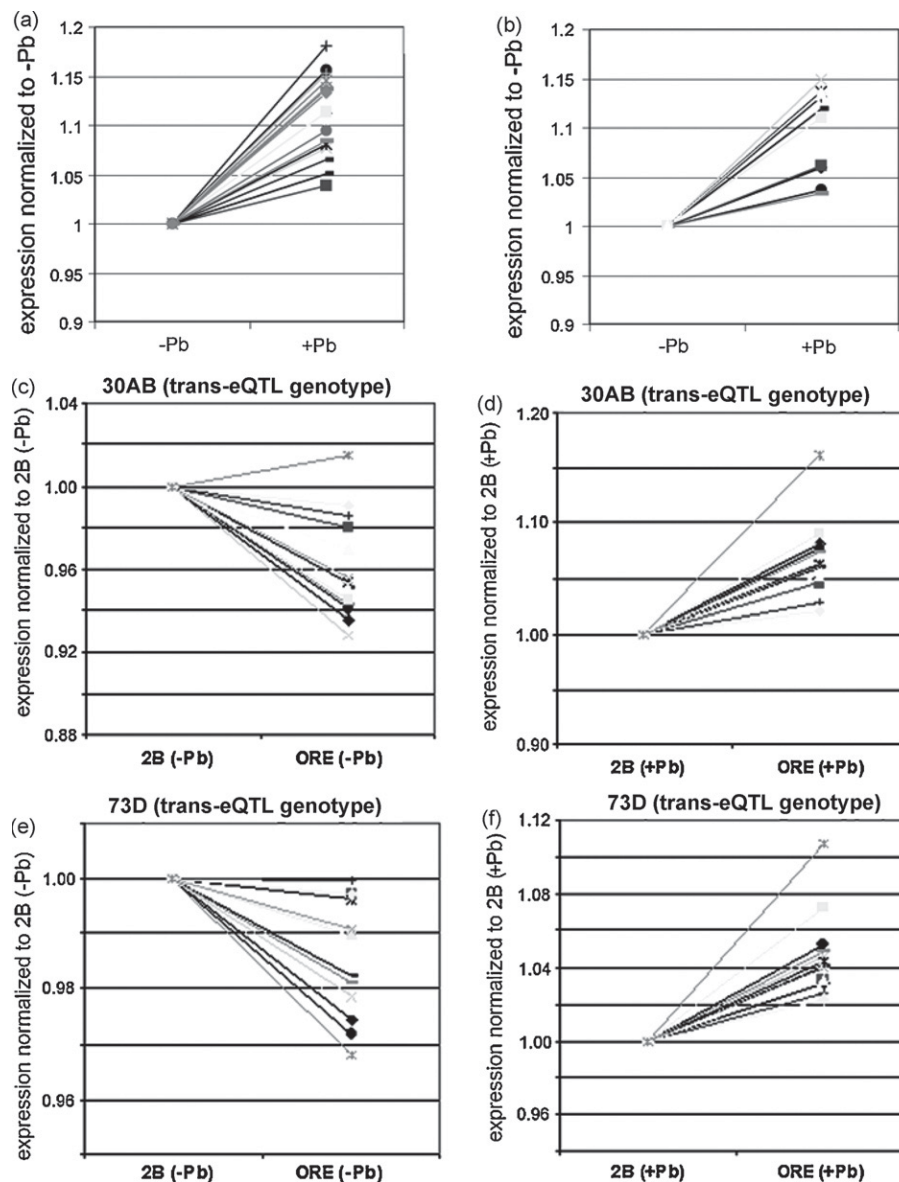 (a)
expression normalized to -Pb
1.2
1.15
1.1
1.05
1
0.95
0.9
-Pb
+Pb
(b)
expression normalized to -Pb
1.2
1.15
1.1
1.05
1
0.95
0.9
-Pb
+Pb
(c)
30AB (trans-eQTL genotype)
expression normalized to 2B (-Pb)
1.04
1.00
0.96
0.92
0.88
2B (-Pb)
ORE (-Pb)
(d)
30AB (trans-eQTL genotype)
expression normalized to 2B (+Pb)
1.20
1.10
1.00
0.90
2B (+Pb)
ORE (+Pb)
(e)
73D (trans-eQTL genotype)
expression normalized to 2B (-Pb)
1.00
0.98
0.96
2B (-Pb)
ORE (-Pb)
(f)
73D (trans-eQTL genotype)
expression normalized to 2B (+Pb)
1.12
1.08
1.04
1.00
0.96
2B (+Pb)
ORE (+Pb)